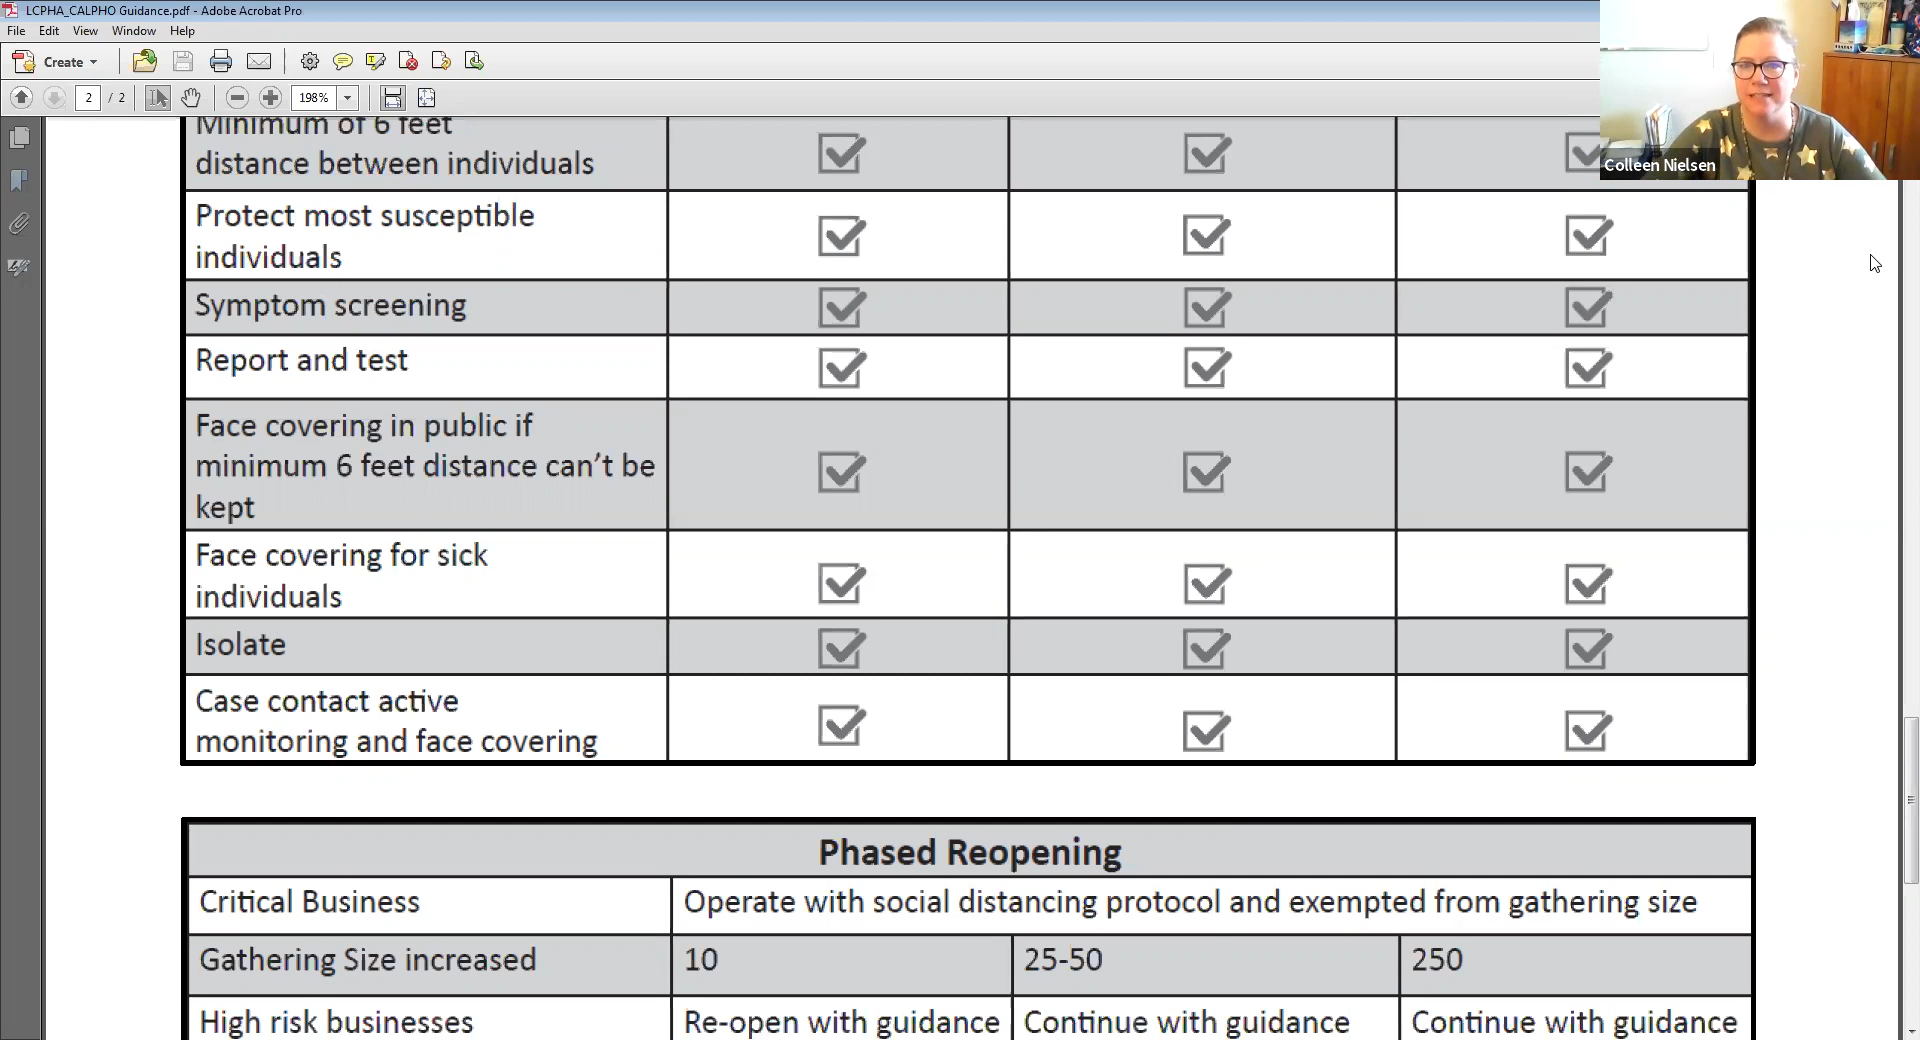 LCPHA_CALPHO Guidance.pdf - Adobe Acrobat Pro
File Edit View Window Help
Create
2 / 2 198%
Colleen Nielsen
Minimum of 6 feet
distance between individuals
Protect most susceptible
individuals
Symptom screening
Report and test
Face covering in public if
minimum 6 feet distance can't be
kept
Face covering for sick
individuals
Isolate
Case contact active
monitoring and face covering
Phased Reopening
Critical Business Operate with social distancing protocol and exempted from gathering size
Gathering Size increased 10 25-50 250
High risk businesses Re-open with guidance Continue with guidance Continue with guidance